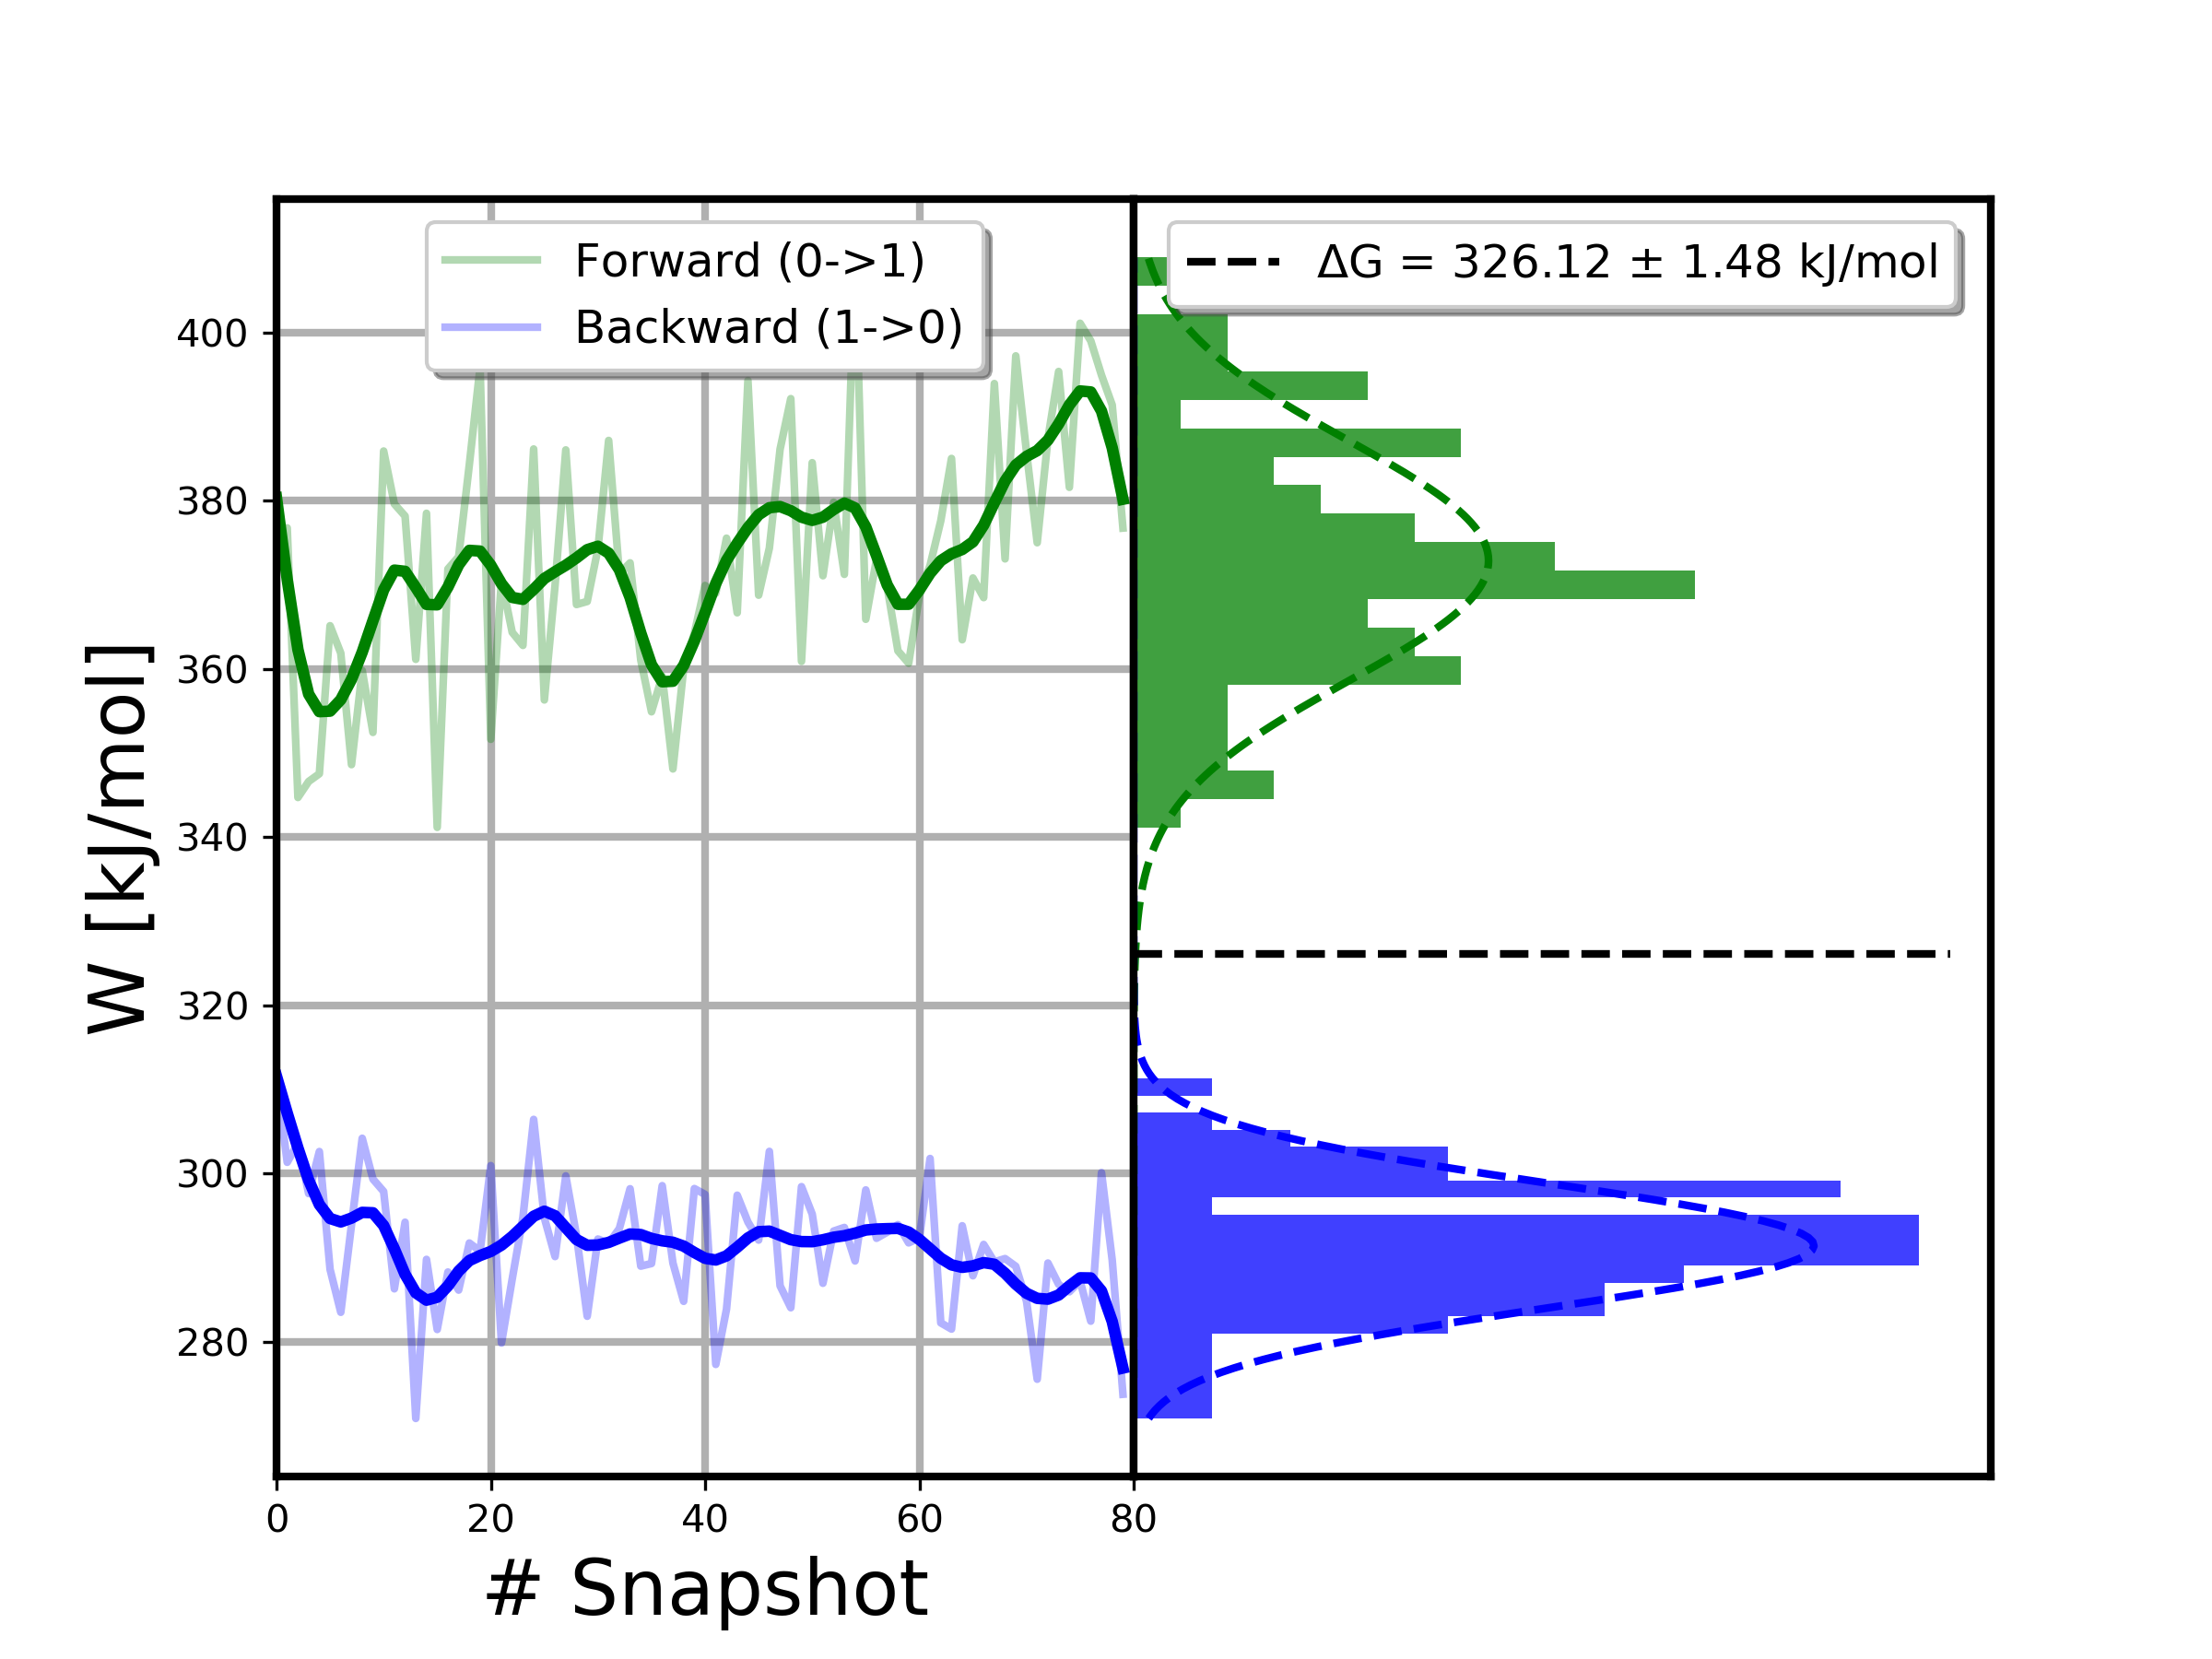 Forward (0->1)
Backward (1->0)
ΔG = 326.12 ± 1.48 kJ/mol
W [kJ/mol]
400
380
360
340
320
300
280
0 20 40 60 80
# Snapshot